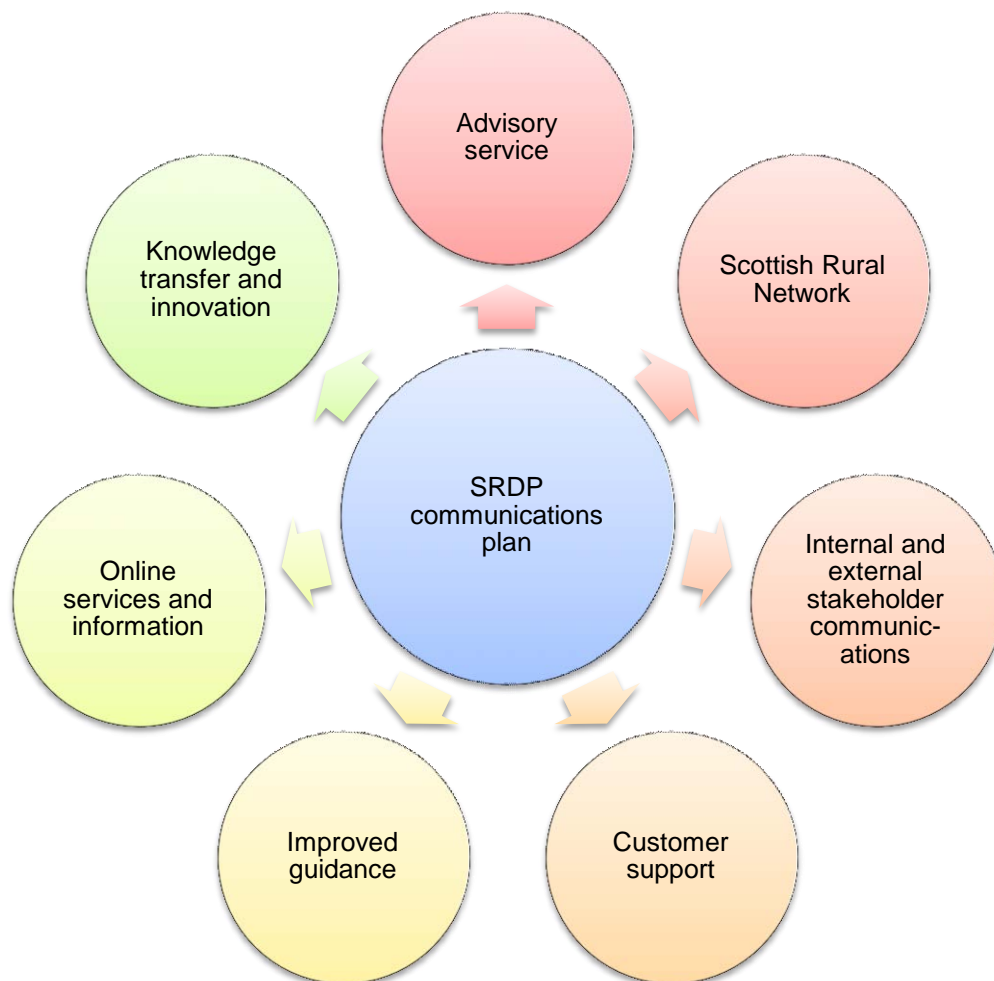 Advisory
service
Knowledge
transfer and
innovation
Scottish Rural
Network
SRDP
communications
plan
Online
services and
information
Internal and
external
stakeholder
communic-
ations
Improved
guidance
Customer
support